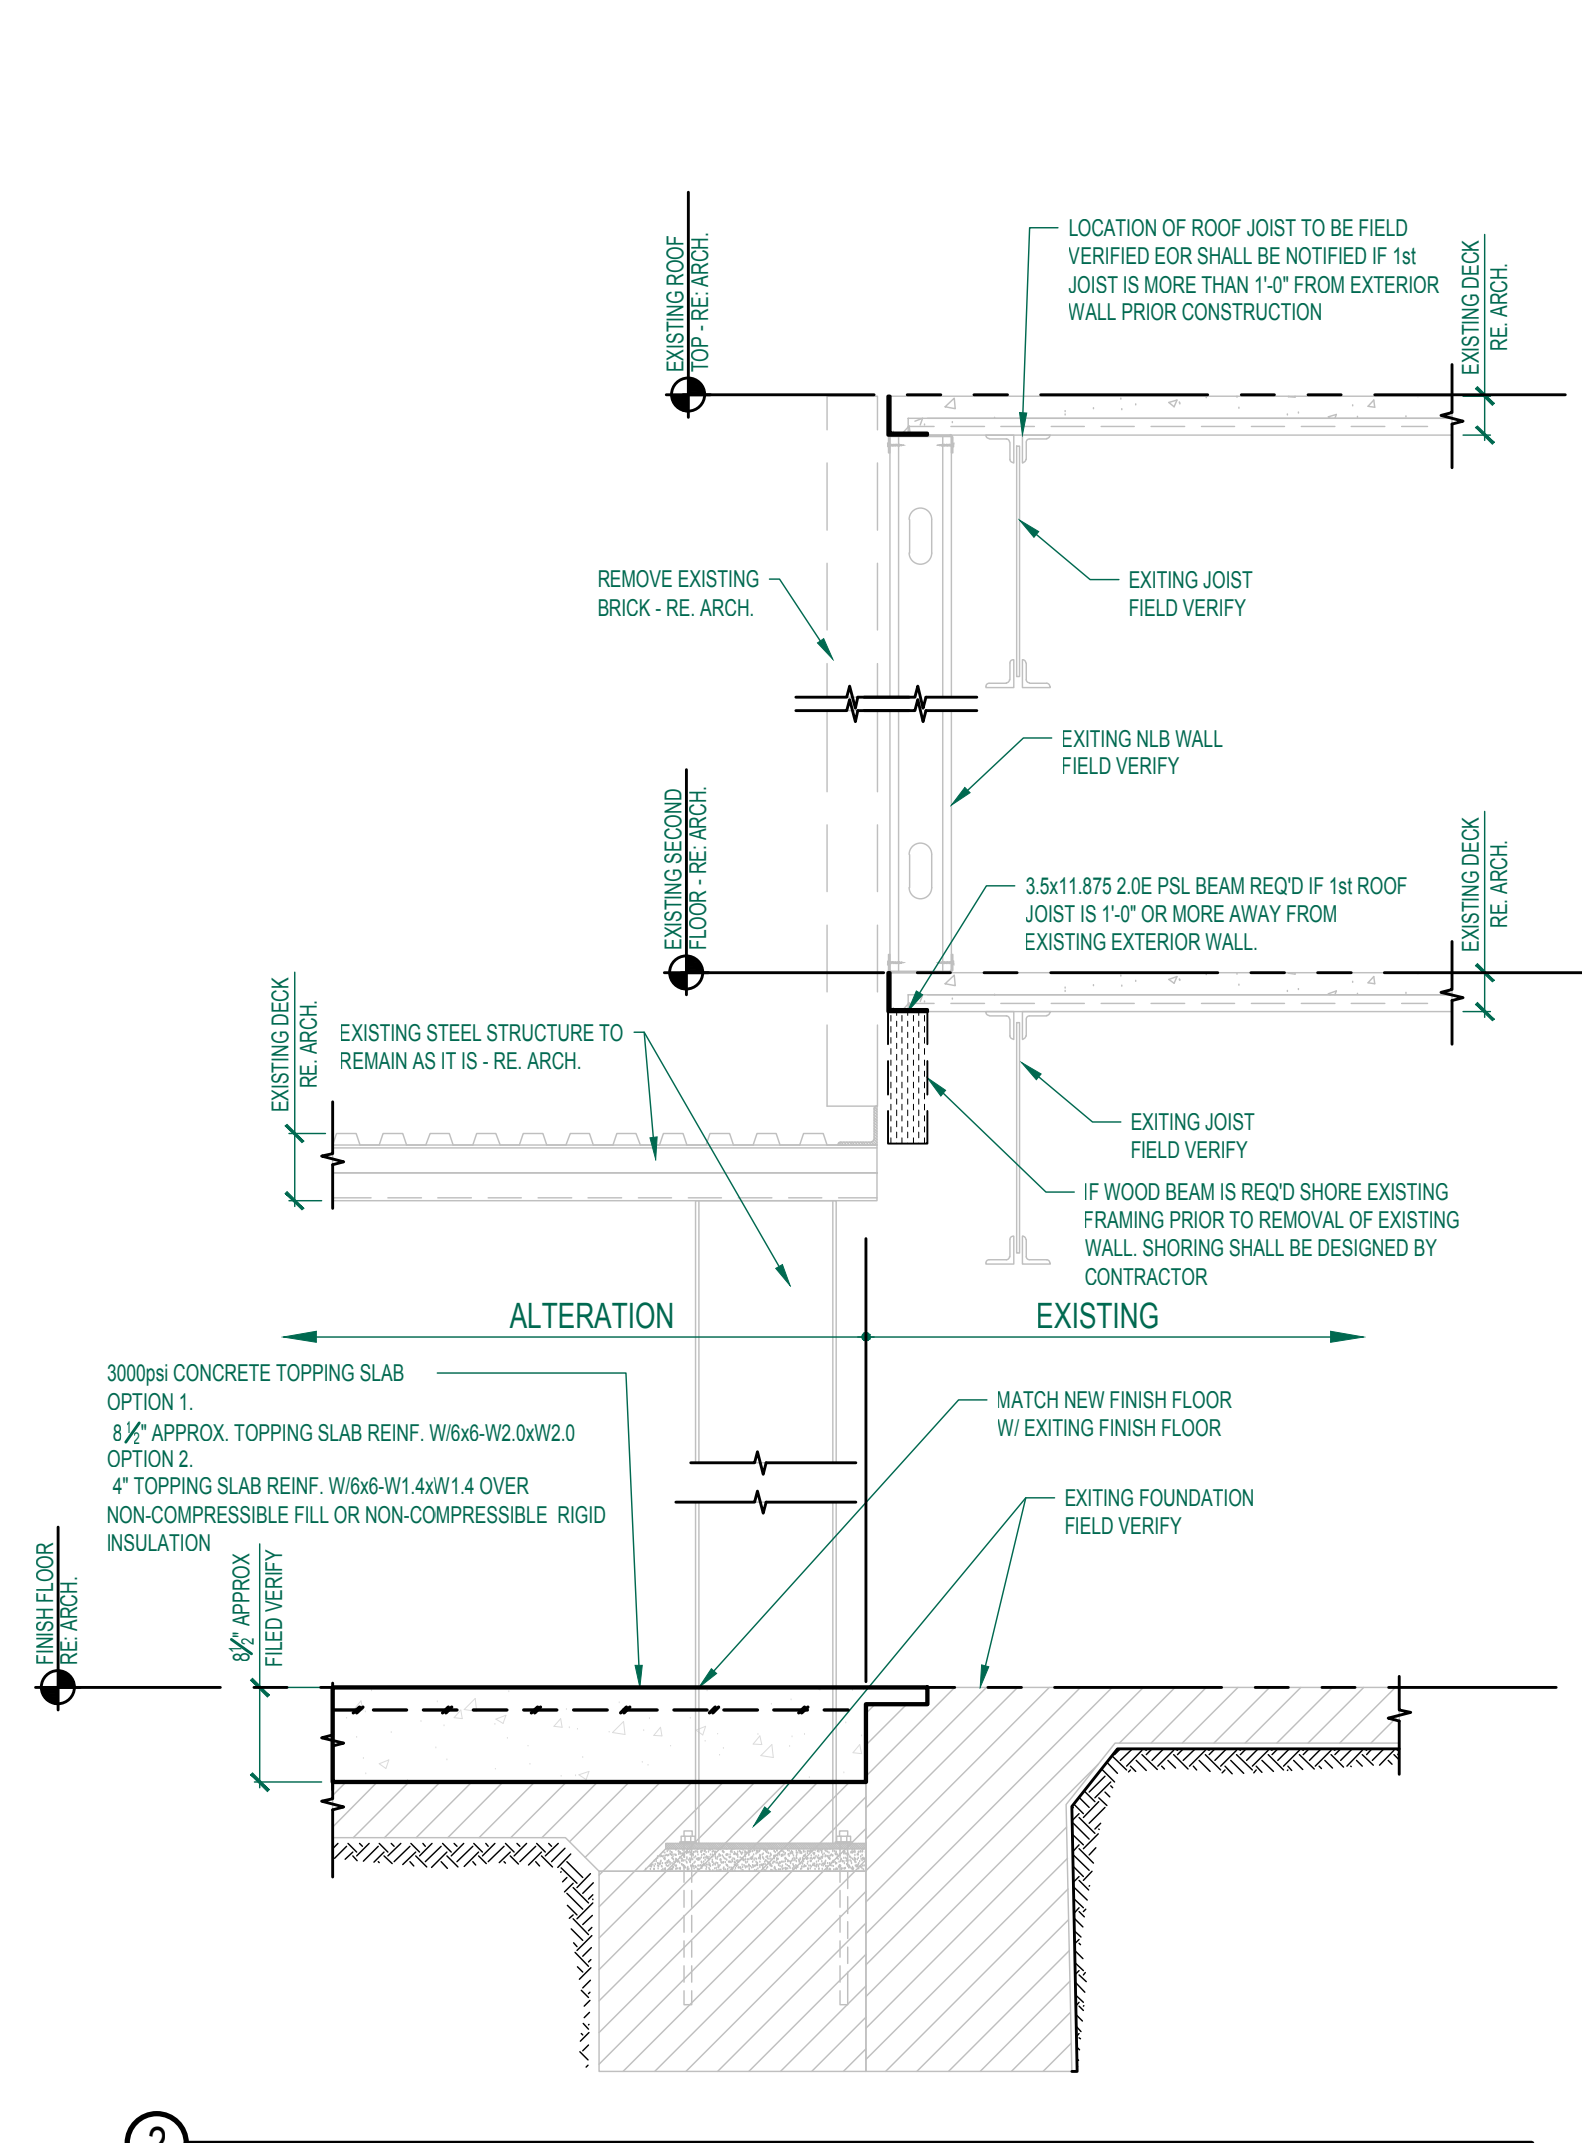 EXISTING ROOF
TOP - RE: ARCH.
LOCATION OF ROOF JOIST TO BE FIELD
VERIFIED EOR SHALL BE NOTIFIED IF 1st
JOIST IS MORE THAN 1'-0" FROM EXTERIOR
WALL PRIOR CONSTRUCTION
EXISTING DECK
RE. ARCH.
REMOVE EXISTING
BRICK - RE. ARCH.
EXITING JOIST
FIELD VERIFY
EXITING NLB WALL
FIELD VERIFY
EXISTING SECOND
FLOOR - RE: ARCH.
3.5x11.875 2.0E PSL BEAM REQ'D IF 1st ROOF
JOIST IS 1'-0" OR MORE AWAY FROM
EXISTING EXTERIOR WALL.
EXISTING DECK
RE. ARCH.
EXISTING DECK
RE. ARCH.
EXISTING STEEL STRUCTURE TO
REMAIN AS IT IS - RE. ARCH.
EXITING JOIST
FIELD VERIFY
IF WOOD BEAM IS REQ'D SHORE EXISTING
FRAMING PRIOR TO REMOVAL OF EXISTING
WALL. SHORING SHALL BE DESIGNED BY
CONTRACTOR
ALTERATION
EXISTING
3000psi CONCRETE TOPPING SLAB
OPTION 1.
8 1/2" APPROX. TOPPING SLAB REINF. W/6x6-W2.0xW2.0
OPTION 2.
4" TOPPING SLAB REINF. W/6x6-W1.4xW1.4 OVER
NON-COMPRESSIBLE FILL OR NON-COMPRESSIBLE RIGID
INSULATION
MATCH NEW FINISH FLOOR
W/ EXITING FINISH FLOOR
EXITING FOUNDATION
FIELD VERIFY
FINISH FLOOR
RE: ARCH.
8 1/2" APPROX
FILED VERIFY